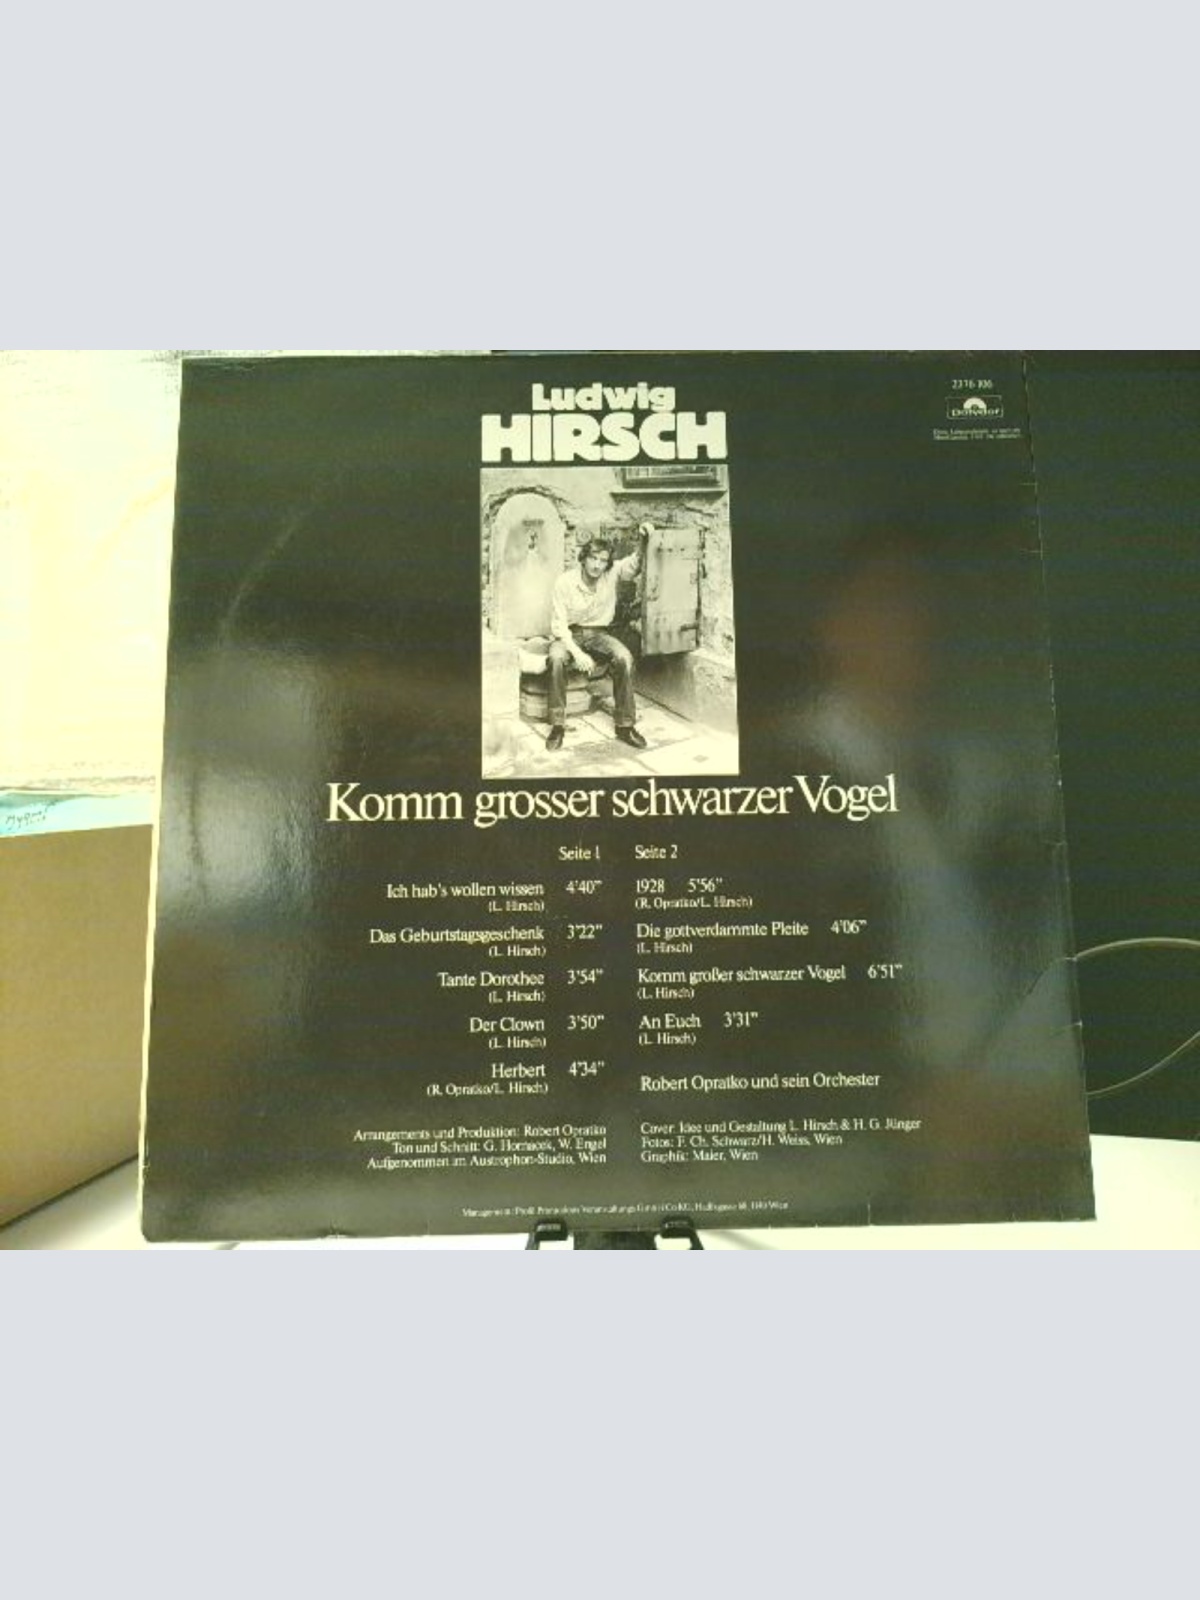 Ludwig
HIRSCH
Polydor
Komm grosser schwarzer Vogel
Seite 1
Ich hab's wollen wissen 4'40"
(L. Hirsch)
Das Geburtstagsgeschenk 3'22"
(L. Hirsch)
Tante Dorothee 3'54"
(L. Hirsch)
Der Clown 3'50"
(L. Hirsch)
Herbert 4'34"
(R. Opratko/L. Hirsch)
Seite 2
1928 5'56"
(R. Opratko/L. Hirsch)
Die gottverdammte Pleite 4'06"
(L. Hirsch)
Komm großer schwarzer Vogel 6'51"
(L. Hirsch)
An Euch 3'31"
(L. Hirsch)
Robert Opratko und sein Orchester
Arrangements und Produktion: Robert Opratko
Ton und Schnitt: G. W. Engel
Aufgenommen im Austrophon-Studio, Wien
Cover: Idee und Gestaltung L. Hirsch & H. G. Jünger
Fotos: F. Ch. Schwarz/H. Weiss, Wien
Graphik: Maier, Wien